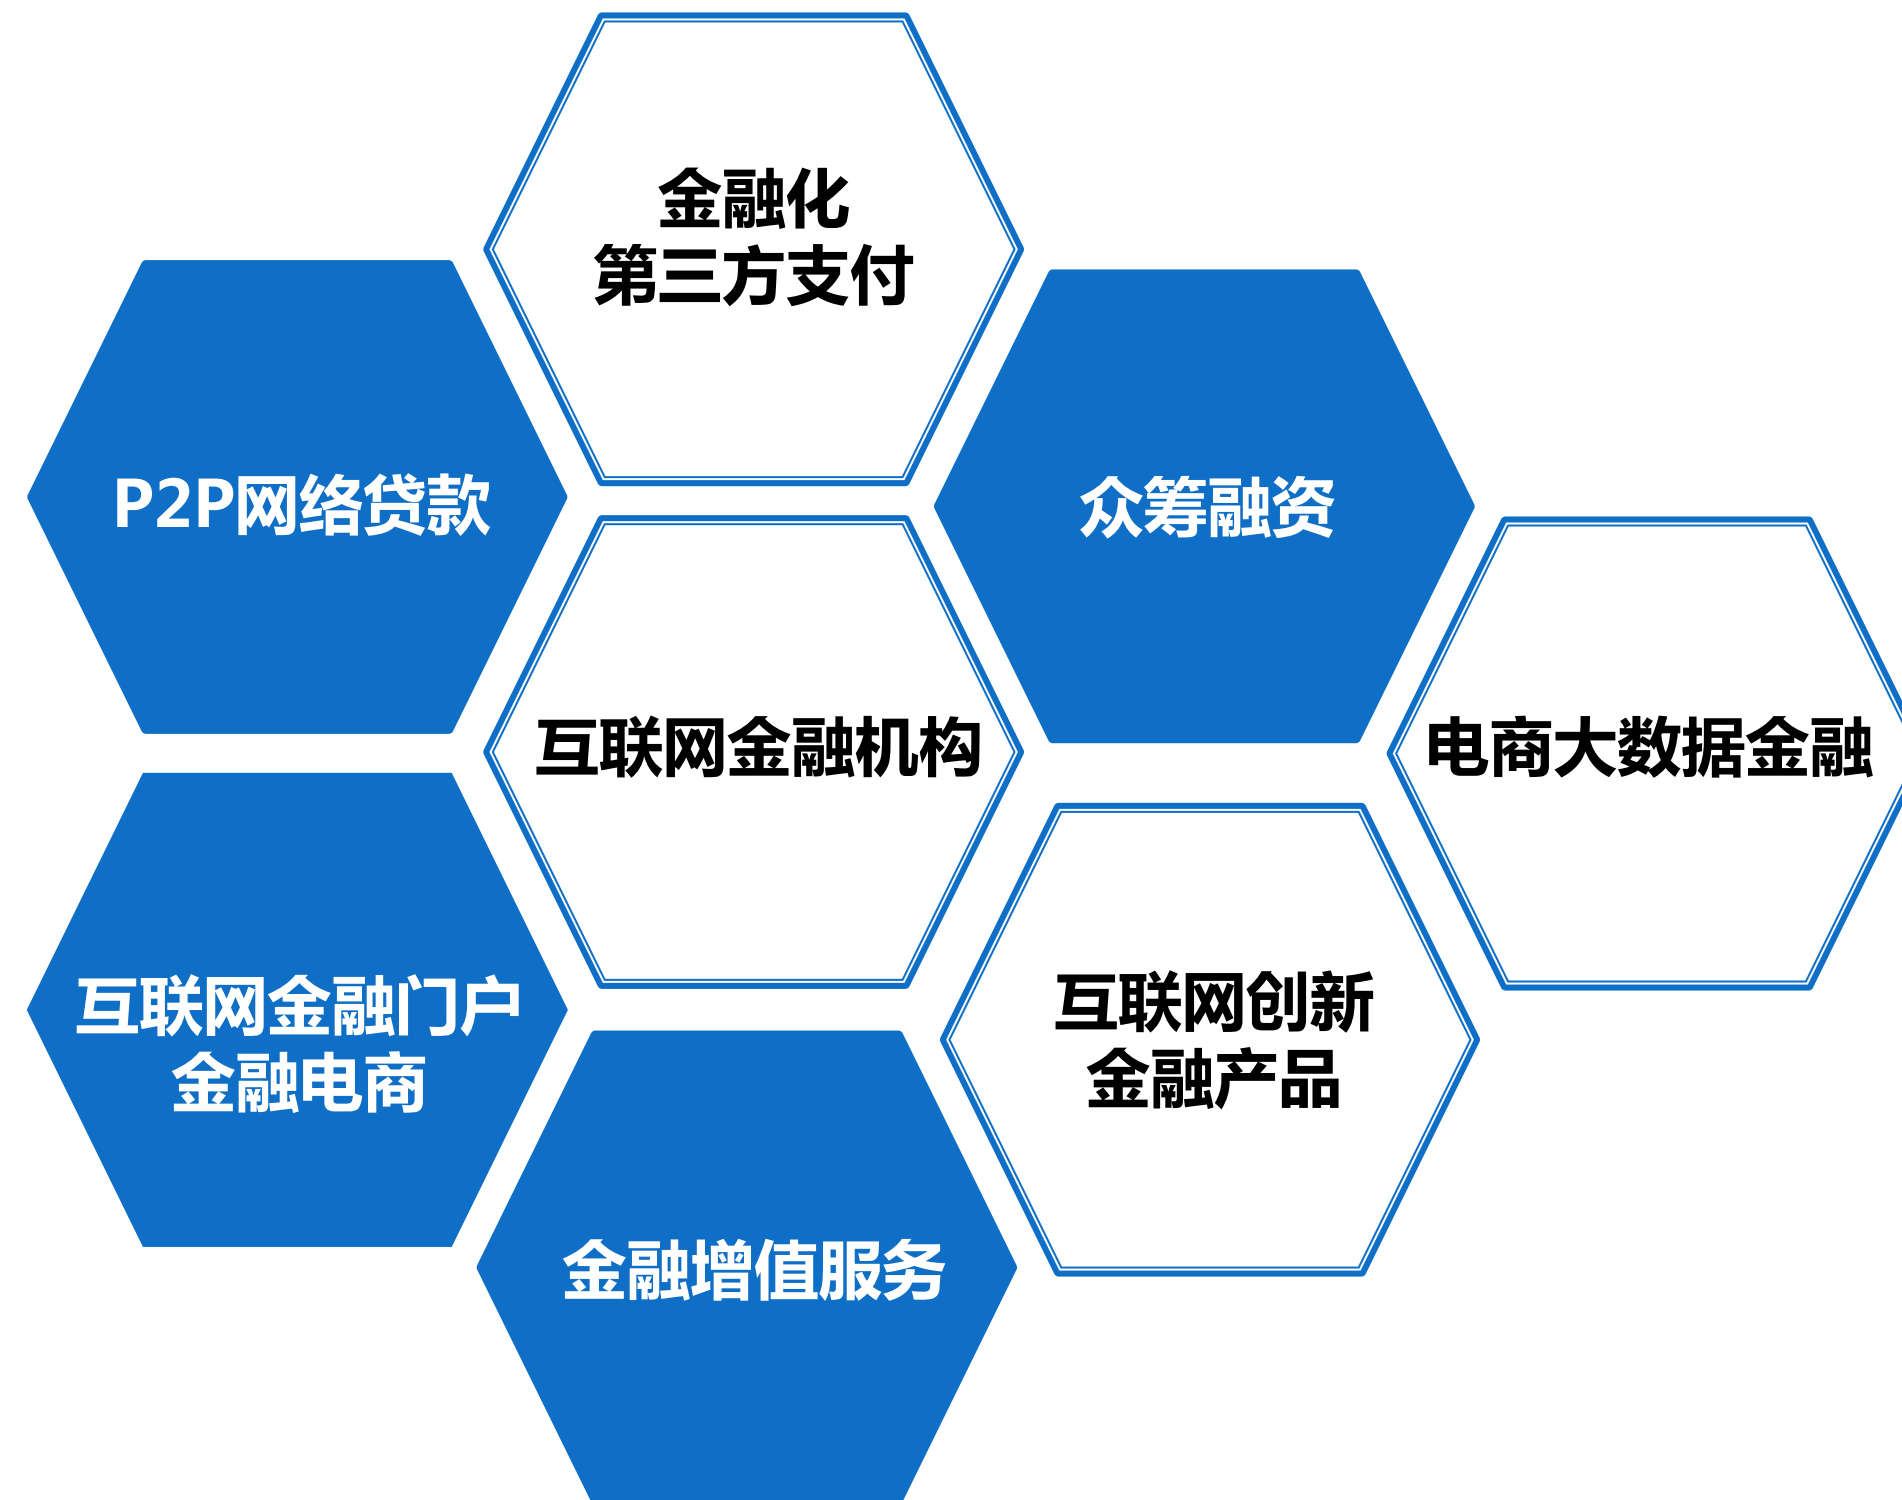 金融化
第三方支付
P2P网络贷款
众筹融资
互联网金融机构
电商大数据金融
互联网金融门户
金融电商
互联网创新
金融产品
金融增值服务